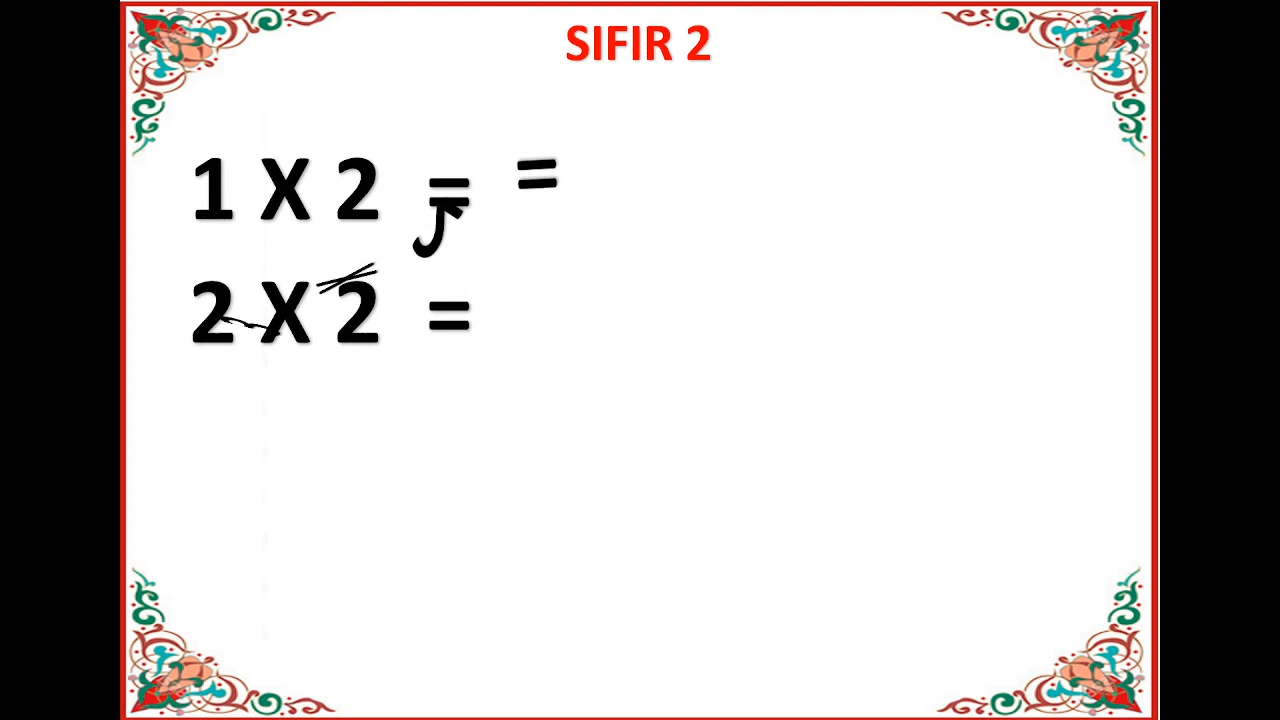 SIFIR 2
1 X 2 = =
2 X 2 =